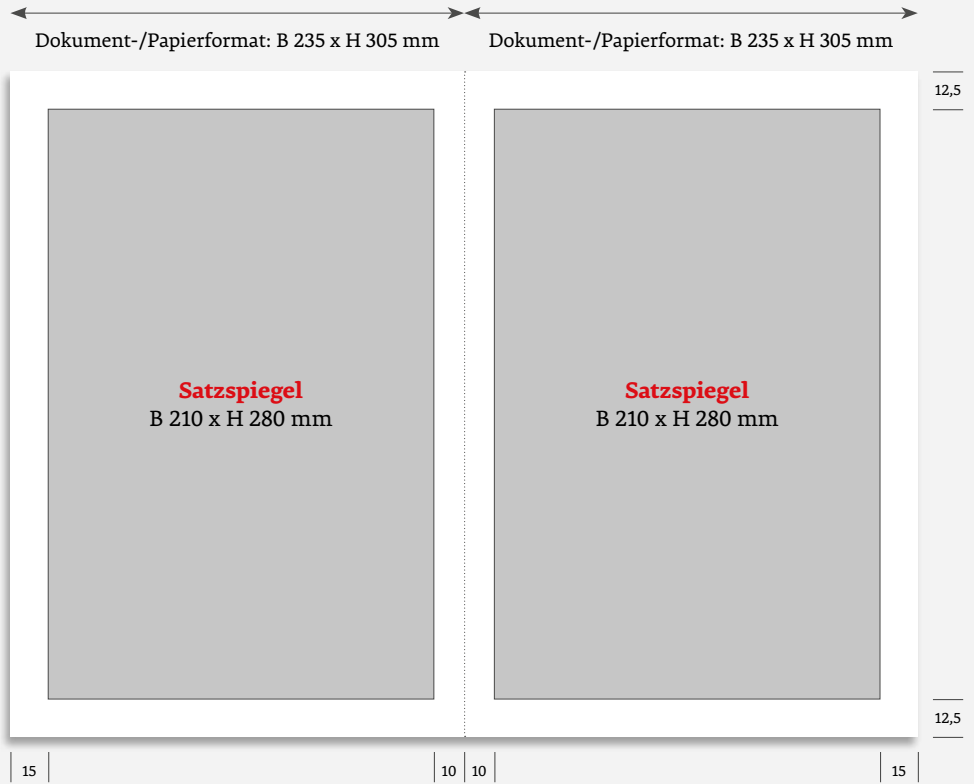 Dokument-/Papierformat: B 235 x H 305 mm
Dokument-/Papierformat: B 235 x H 305 mm
12,5
Satzspiegel
B 210 x H 280 mm
Satzspiegel
B 210 x H 280 mm
12,5
15
10
10
15